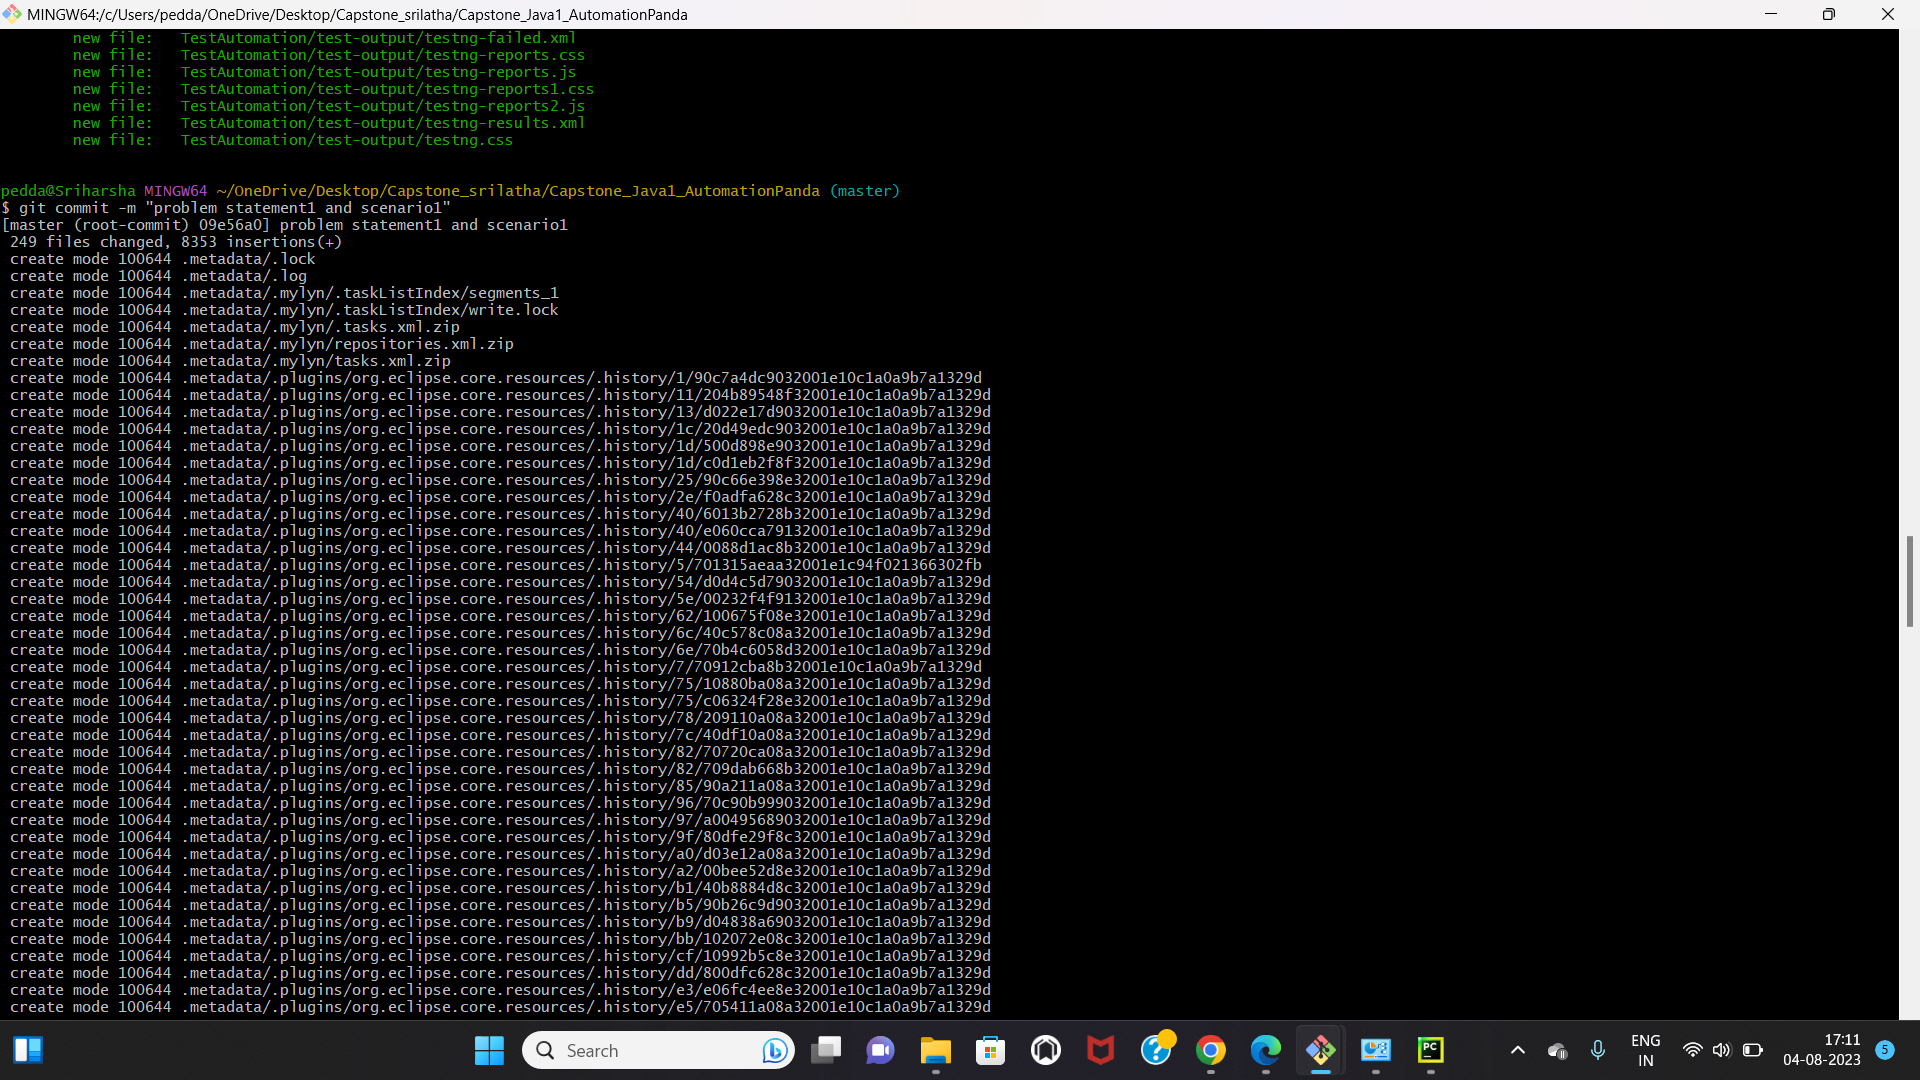 MINGW64:/c/Users/pedda/OneDrive/Desktop/Capstone_srilatha/Capstone_Java1_AutomationPanda
new file:   TestAutomation/test-output/testng-failed.xml
new file:   TestAutomation/test-output/testng-reports.css
new file:   TestAutomation/test-output/testng-reports.js
new file:   TestAutomation/test-output/testng-reports1.css
new file:   TestAutomation/test-output/testng-reports2.js
new file:   TestAutomation/test-output/testng-results.xml
new file:   TestAutomation/test-output/testng.css
pedda@Sriharsha MINGW64 ~/OneDrive/Desktop/Capstone_srilatha/Capstone_Java1_AutomationPanda (master)
$ git commit -m "problem statement1 and scenario1"
[master (root-commit) 09e56a0] problem statement1 and scenario1
249 files changed, 8353 insertions(+)
create mode 100644 .metadata/.lock
create mode 100644 .metadata/.log
create mode 100644 .metadata/.mylyn/.taskListIndex/segments_1
create mode 100644 .metadata/.mylyn/.taskListIndex/write.lock
create mode 100644 .metadata/.mylyn/.tasks.xml.zip
create mode 100644 .metadata/.mylyn/repositories.xml.zip
create mode 100644 .metadata/.mylyn/tasks.xml.zip
create mode 100644 .metadata/.plugins/org.eclipse.core.resources/.history/1/90c7a4dc9032001e10c1a0a9b7a1329d
create mode 100644 .metadata/.plugins/org.eclipse.core.resources/.history/11/204b89548f32001e10c1a0a9b7a1329d
create mode 100644 .metadata/.plugins/org.eclipse.core.resources/.history/13/d022e17d9032001e10c1a0a9b7a1329d
create mode 100644 .metadata/.plugins/org.eclipse.core.resources/.history/1c/20d49edc9032001e10c1a0a9b7a1329d
create mode 100644 .metadata/.plugins/org.eclipse.core.resources/.history/1d/500d898e9032001e10c1a0a9b7a1329d
create mode 100644 .metadata/.plugins/org.eclipse.core.resources/.history/1d/c0d1eb2f8f32001e10c1a0a9b7a1329d
create mode 100644 .metadata/.plugins/org.eclipse.core.resources/.history/25/90c66e398e32001e10c1a0a9b7a1329d
create mode 100644 .metadata/.plugins/org.eclipse.core.resources/.history/2e/f0adfa628c32001e10c1a0a9b7a1329d
create mode 100644 .metadata/.plugins/org.eclipse.core.resources/.history/40/6013b2728b32001e10c1a0a9b7a1329d
create mode 100644 .metadata/.plugins/org.eclipse.core.resources/.history/40/e060cca79132001e10c1a0a9b7a1329d
create mode 100644 .metadata/.plugins/org.eclipse.core.resources/.history/44/0088d1ac8b32001e10c1a0a9b7a1329d
create mode 100644 .metadata/.plugins/org.eclipse.core.resources/.history/5/701315aeaa32001e1c94f021366302fb
create mode 100644 .metadata/.plugins/org.eclipse.core.resources/.history/54/d0d4c5d79032001e10c1a0a9b7a1329d
create mode 100644 .metadata/.plugins/org.eclipse.core.resources/.history/5e/00232f4f9132001e10c1a0a9b7a1329d
create mode 100644 .metadata/.plugins/org.eclipse.core.resources/.history/62/100675f08e32001e10c1a0a9b7a1329d
create mode 100644 .metadata/.plugins/org.eclipse.core.resources/.history/6c/40c578c08a32001e10c1a0a9b7a1329d
create mode 100644 .metadata/.plugins/org.eclipse.core.resources/.history/6e/70b4c6058d32001e10c1a0a9b7a1329d
create mode 100644 .metadata/.plugins/org.eclipse.core.resources/.history/7/70912cba8b32001e10c1a0a9b7a1329d
create mode 100644 .metadata/.plugins/org.eclipse.core.resources/.history/75/10880ba08a32001e10c1a0a9b7a1329d
create mode 100644 .metadata/.plugins/org.eclipse.core.resources/.history/75/c06324f28e32001e10c1a0a9b7a1329d
create mode 100644 .metadata/.plugins/org.eclipse.core.resources/.history/78/209110a08a32001e10c1a0a9b7a1329d
create mode 100644 .metadata/.plugins/org.eclipse.core.resources/.history/7c/40df10a08a32001e10c1a0a9b7a1329d
create mode 100644 .metadata/.plugins/org.eclipse.core.resources/.history/82/70720ca08a32001e10c1a0a9b7a1329d
create mode 100644 .metadata/.plugins/org.eclipse.core.resources/.history/82/709dab668b32001e10c1a0a9b7a1329d
create mode 100644 .metadata/.plugins/org.eclipse.core.resources/.history/85/90a211a08a32001e10c1a0a9b7a1329d
create mode 100644 .metadata/.plugins/org.eclipse.core.resources/.history/96/70c90b999032001e10c1a0a9b7a1329d
create mode 100644 .metadata/.plugins/org.eclipse.core.resources/.history/97/a00495689032001e10c1a0a9b7a1329d
create mode 100644 .metadata/.plugins/org.eclipse.core.resources/.history/9f/80dfe29f8c32001e10c1a0a9b7a1329d
create mode 100644 .metadata/.plugins/org.eclipse.core.resources/.history/a0/d03e12a08a32001e10c1a0a9b7a1329d
create mode 100644 .metadata/.plugins/org.eclipse.core.resources/.history/a2/00bee52d8e32001e10c1a0a9b7a1329d
create mode 100644 .metadata/.plugins/org.eclipse.core.resources/.history/b1/40b8884d8c32001e10c1a0a9b7a1329d
create mode 100644 .metadata/.plugins/org.eclipse.core.resources/.history/b5/90b26c9d9032001e10c1a0a9b7a1329d
create mode 100644 .metadata/.plugins/org.eclipse.core.resources/.history/b9/d04838a69032001e10c1a0a9b7a1329d
create mode 100644 .metadata/.plugins/org.eclipse.core.resources/.history/bb/102072e08c32001e10c1a0a9b7a1329d
create mode 100644 .metadata/.plugins/org.eclipse.core.resources/.history/cf/10992b5c8e32001e10c1a0a9b7a1329d
create mode 100644 .metadata/.plugins/org.eclipse.core.resources/.history/dd/800dfc628c32001e10c1a0a9b7a1329d
create mode 100644 .metadata/.plugins/org.eclipse.core.resources/.history/e3/e06fc4ee8e32001e10c1a0a9b7a1329d
create mode 100644 .metadata/.plugins/org.eclipse.core.resources/.history/e5/705411a08a32001e10c1a0a9b7a1329d
Search
PC
ENG
IN
17:11
04-08-2023
5